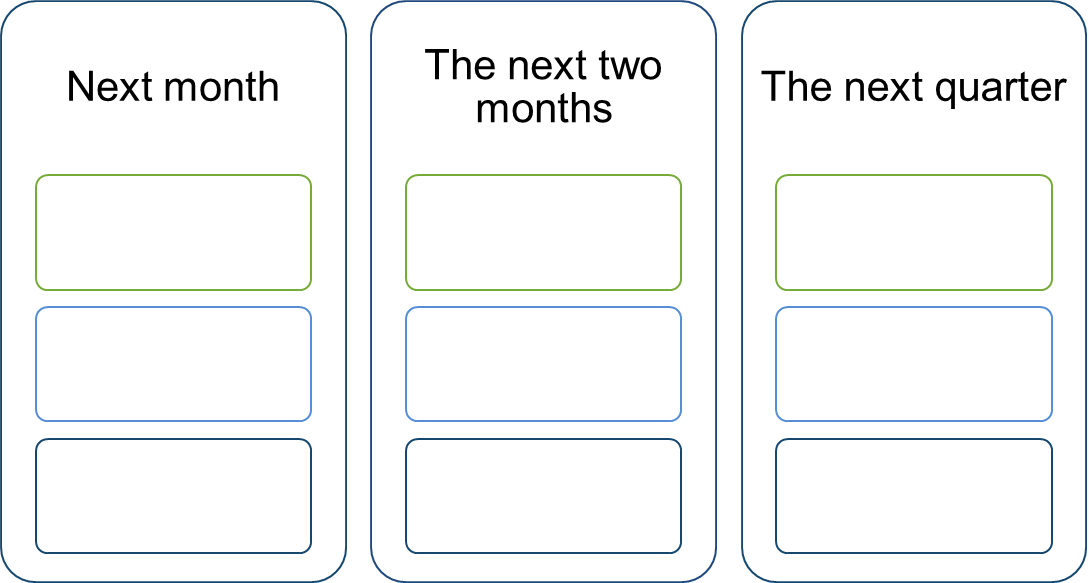 Next month
The next two
months
The next quarter